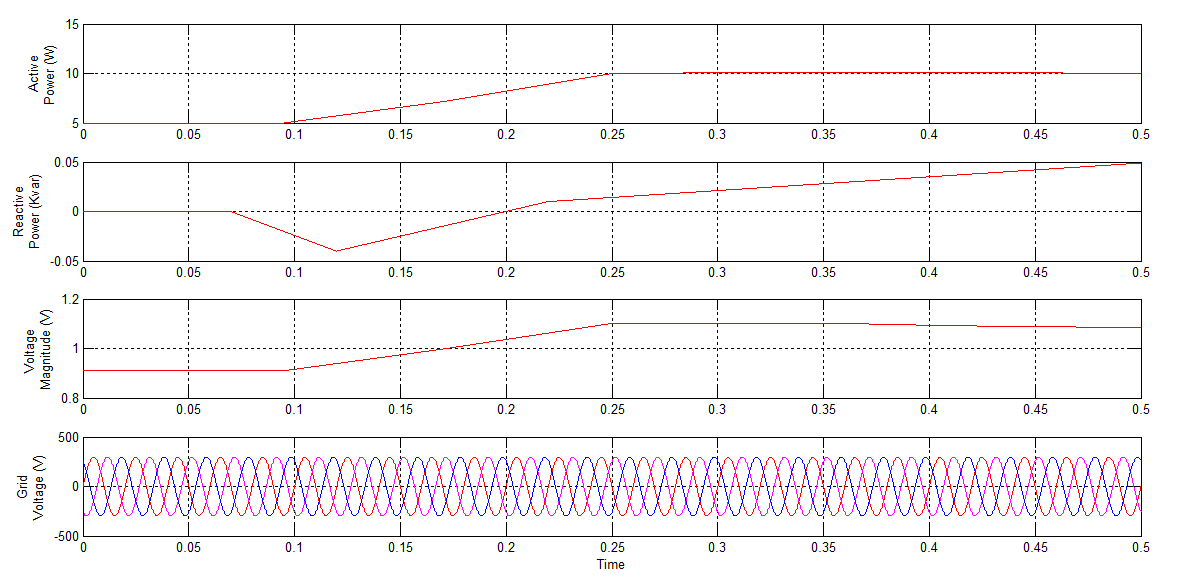 Active
Power (W)
15
10
5
0 0.05 0.1 0.15 0.2 0.25 0.3 0.35 0.4 0.45 0.5
Reactive
Power (Kvar)
0.05
0
-0.05
0 0.05 0.1 0.15 0.2 0.25 0.3 0.35 0.4 0.45 0.5
Voltage
Magnitude (V)
1.2
1
0.8
0 0.05 0.1 0.15 0.2 0.25 0.3 0.35 0.4 0.45 0.5
Grid
Voltage (V)
500
0
-500
0 0.05 0.1 0.15 0.2 0.25 0.3 0.35 0.4 0.45 0.5
Time